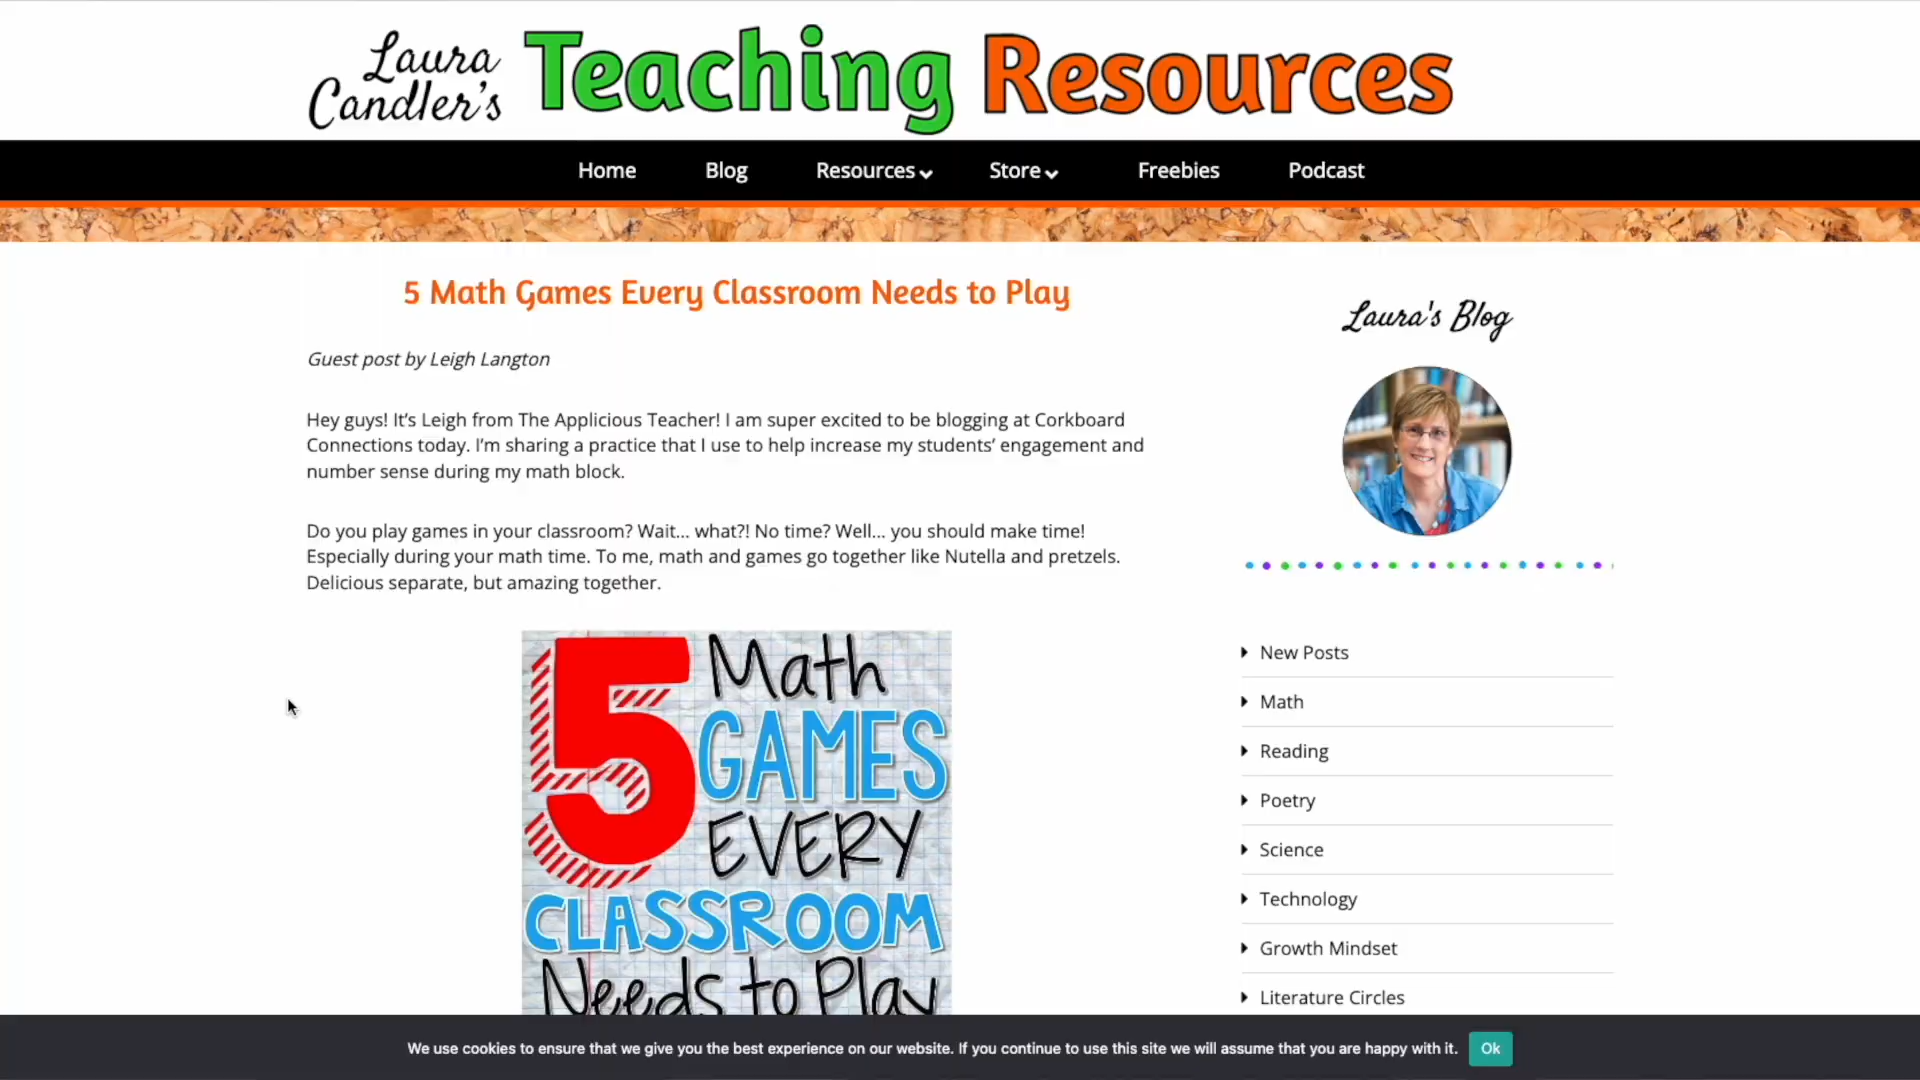 Laura
Candler's
Teaching Resources
Home Blog Resources Store Freebies Podcast
5 Math Games Every Classroom Needs to Play
Guest post by Leigh Langton
Hey guys! It’s Leigh from The Applicious Teacher! I am super excited to be blogging at Corkboard
Connections today. I’m sharing a practice that I use to help increase my students’ engagement and
number sense during my math block.
Do you play games in your classroom? Wait… what?! No time? Well… you should make time!
Especially during your math time. To me, math and games go together like Nutella and pretzels.
Delicious separate, but amazing together.
5 Math
GAMES
EVERY
CLASSROOM
Needs to Play
Laura's Blog
New Posts
Math
Reading
Poetry
Science
Technology
Growth Mindset
Literature Circles
We use cookies to ensure that we give you the best experience on our website. If you continue to use this site we will assume that you are happy with it. Ok